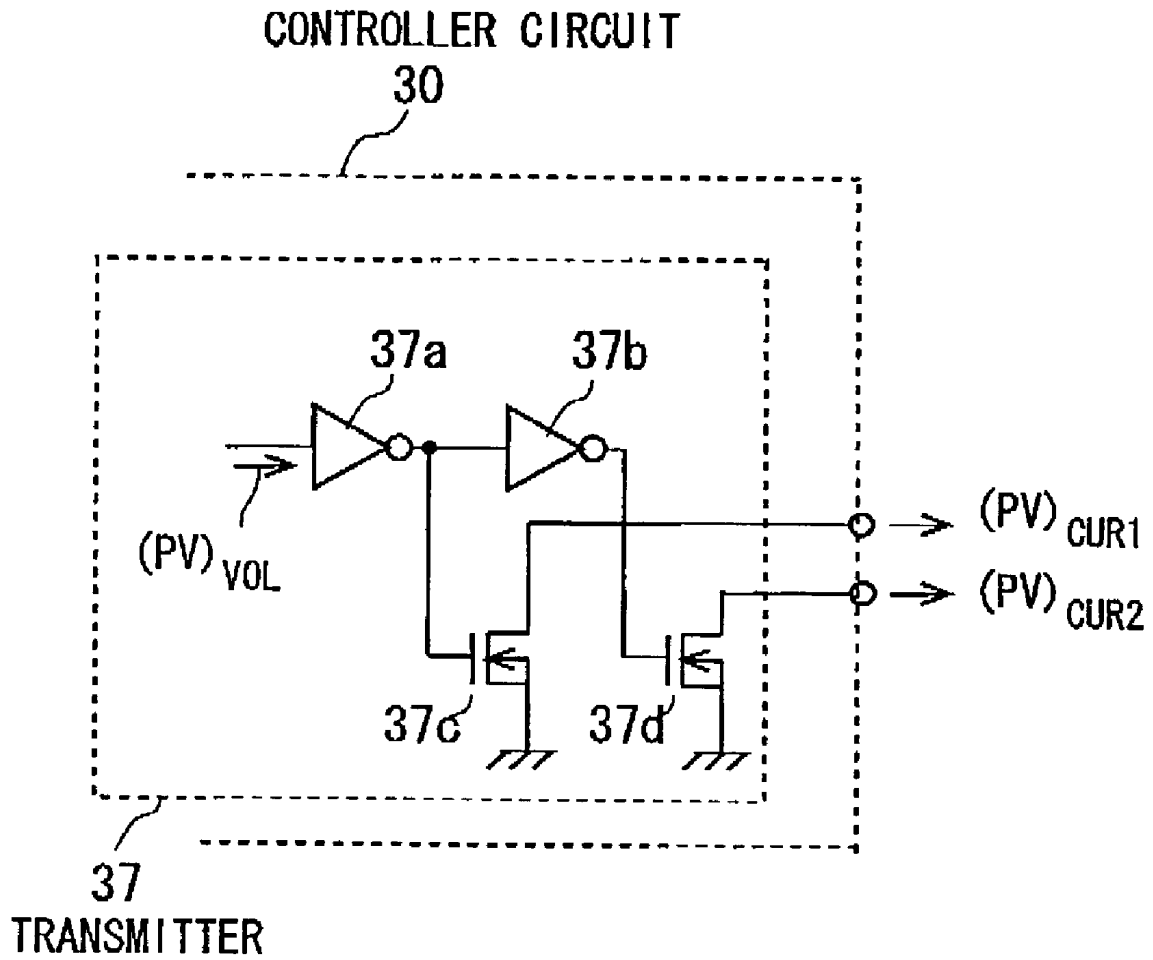 CONTROLLER CIRCUIT
30
37a
37b
(PV)VOL
(PV)CUR1
(PV)CUR2
37c
37d
37
TRANSMITTER